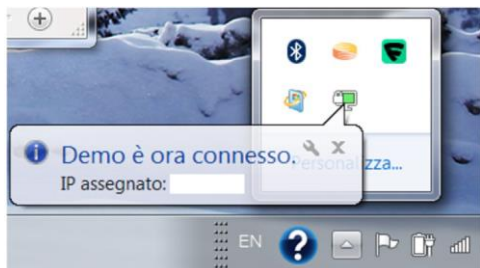 Demo è ora connesso.
IP assegnato:
Personalizza...
EN